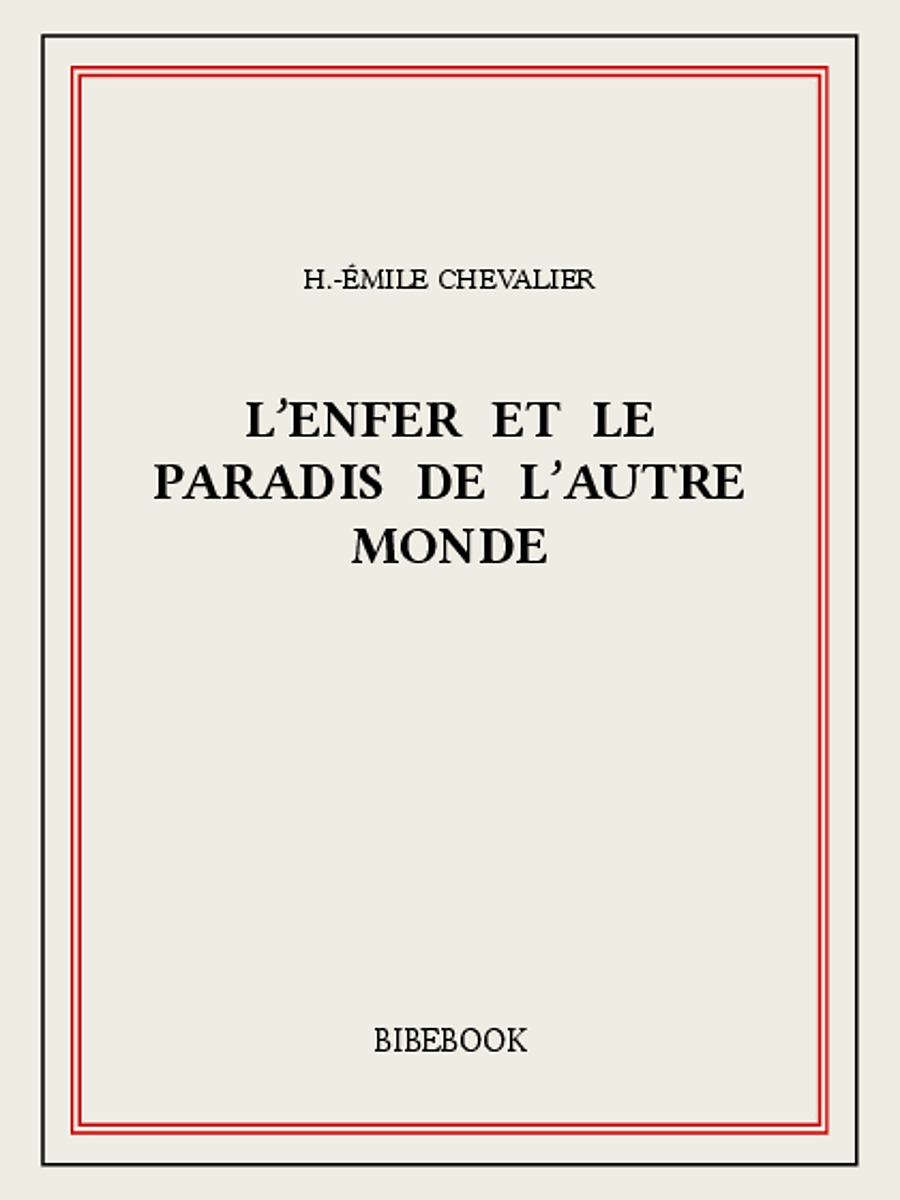 H.-ÉMILE CHEVALIER
L’ENFER ET LE
PARADIS DE L’AUTRE
MONDE
BIBEBOOK